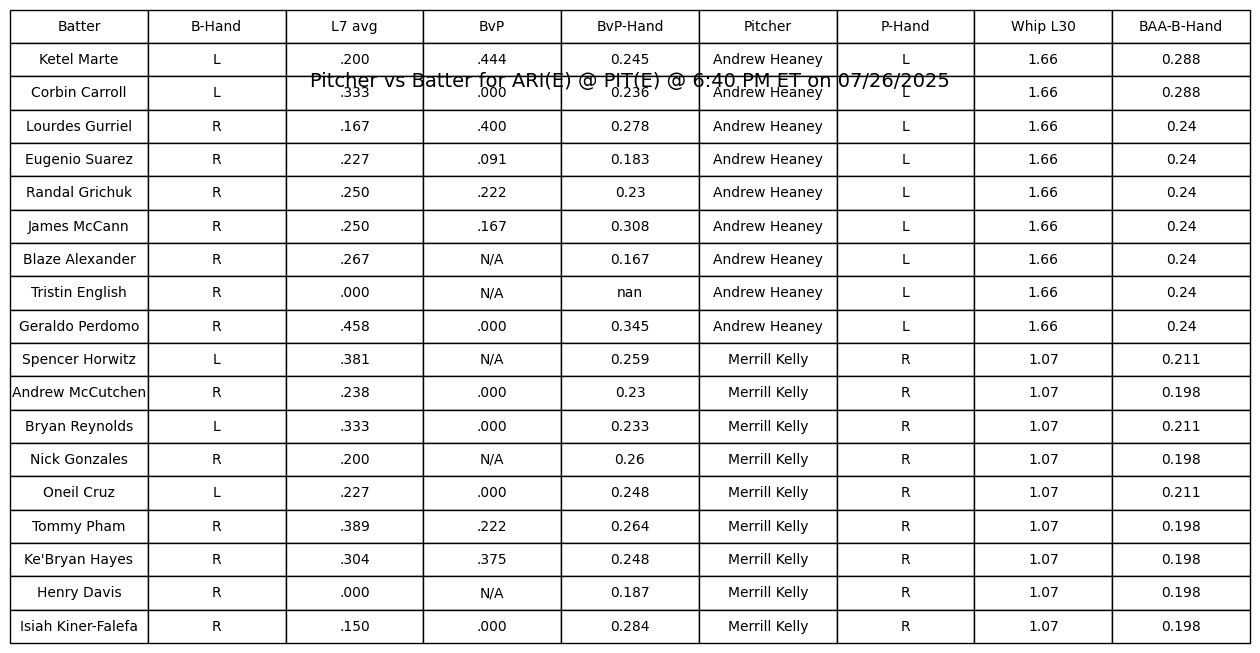 Batter B-Hand L7 avg BvP BvP-Hand Pitcher P-Hand Whip L30 BAA-B-Hand
Ketel Marte L .200 .444 0.245 Andrew Heaney L 1.66 0.288
Pitcher vs Batter for ARI(E) @ PIT(E) @ 6:40 PM ET on 07/26/2025
Corbin Carroll L .333 .000 0.236 Andrew Heaney L 1.66 0.288
Lourdes Gurriel R .167 .400 0.278 Andrew Heaney L 1.66 0.24
Eugenio Suarez R .227 .091 0.183 Andrew Heaney L 1.66 0.24
Randal Grichuk R .250 .222 0.23 Andrew Heaney L 1.66 0.24
James McCann R .250 .167 0.308 Andrew Heaney L 1.66 0.24
Blaze Alexander R .267 N/A 0.167 Andrew Heaney L 1.66 0.24
Tristin English R .000 N/A nan Andrew Heaney L 1.66 0.24
Geraldo Perdomo R .458 .000 0.345 Andrew Heaney L 1.66 0.24
Spencer Horwitz L .381 N/A 0.259 Merrill Kelly R 1.07 0.211
Andrew McCutchen R .238 .000 0.23 Merrill Kelly R 1.07 0.198
Bryan Reynolds L .333 .000 0.233 Merrill Kelly R 1.07 0.211
Nick Gonzales R .200 N/A 0.26 Merrill Kelly R 1.07 0.198
Oneil Cruz L .227 .000 0.248 Merrill Kelly R 1.07 0.211
Tommy Pham R .389 .222 0.264 Merrill Kelly R 1.07 0.198
Ke'Bryan Hayes R .304 .375 0.248 Merrill Kelly R 1.07 0.198
Henry Davis R .000 N/A 0.187 Merrill Kelly R 1.07 0.198
Isiah Kiner-Falefa R .150 .000 0.284 Merrill Kelly R 1.07 0.198